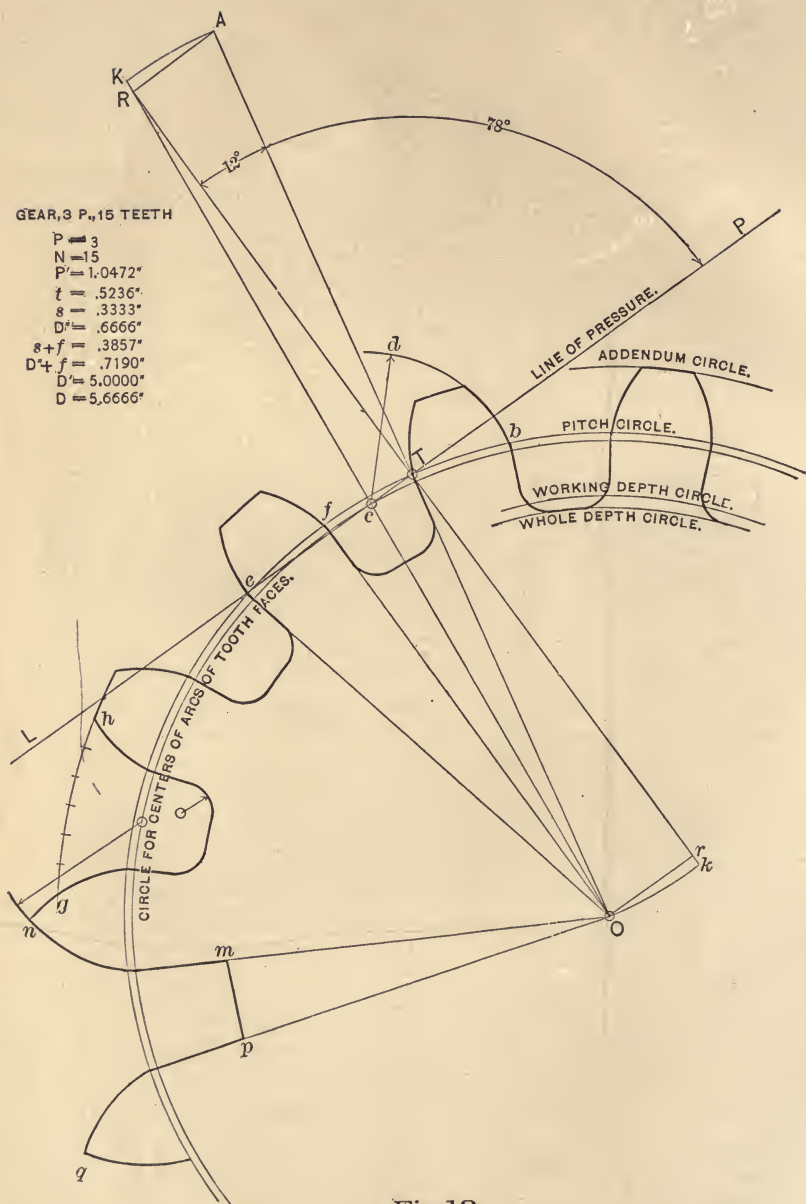 A
K
R
12°
78°
GEAR, 3 P., 15 TEETH
P = 3
N = 15
P' = 1.0472"
t = .5236"
s = .3333"
D" = .6666"
s+f = .3857"
D"+f = .7190"
D' = 5.0000"
D = 5.6666"
P
LINE OF PRESSURE.
d
ADDENDUM CIRCLE.
b
PITCH CIRCLE.
T
WORKING DEPTH CIRCLE.
WHOLE DEPTH CIRCLE.
f
c
e
CIRCLE FOR CENTERS OF ARCS OF TOOTH FACES.
L
h
g
n
m
p
q
r
k
O